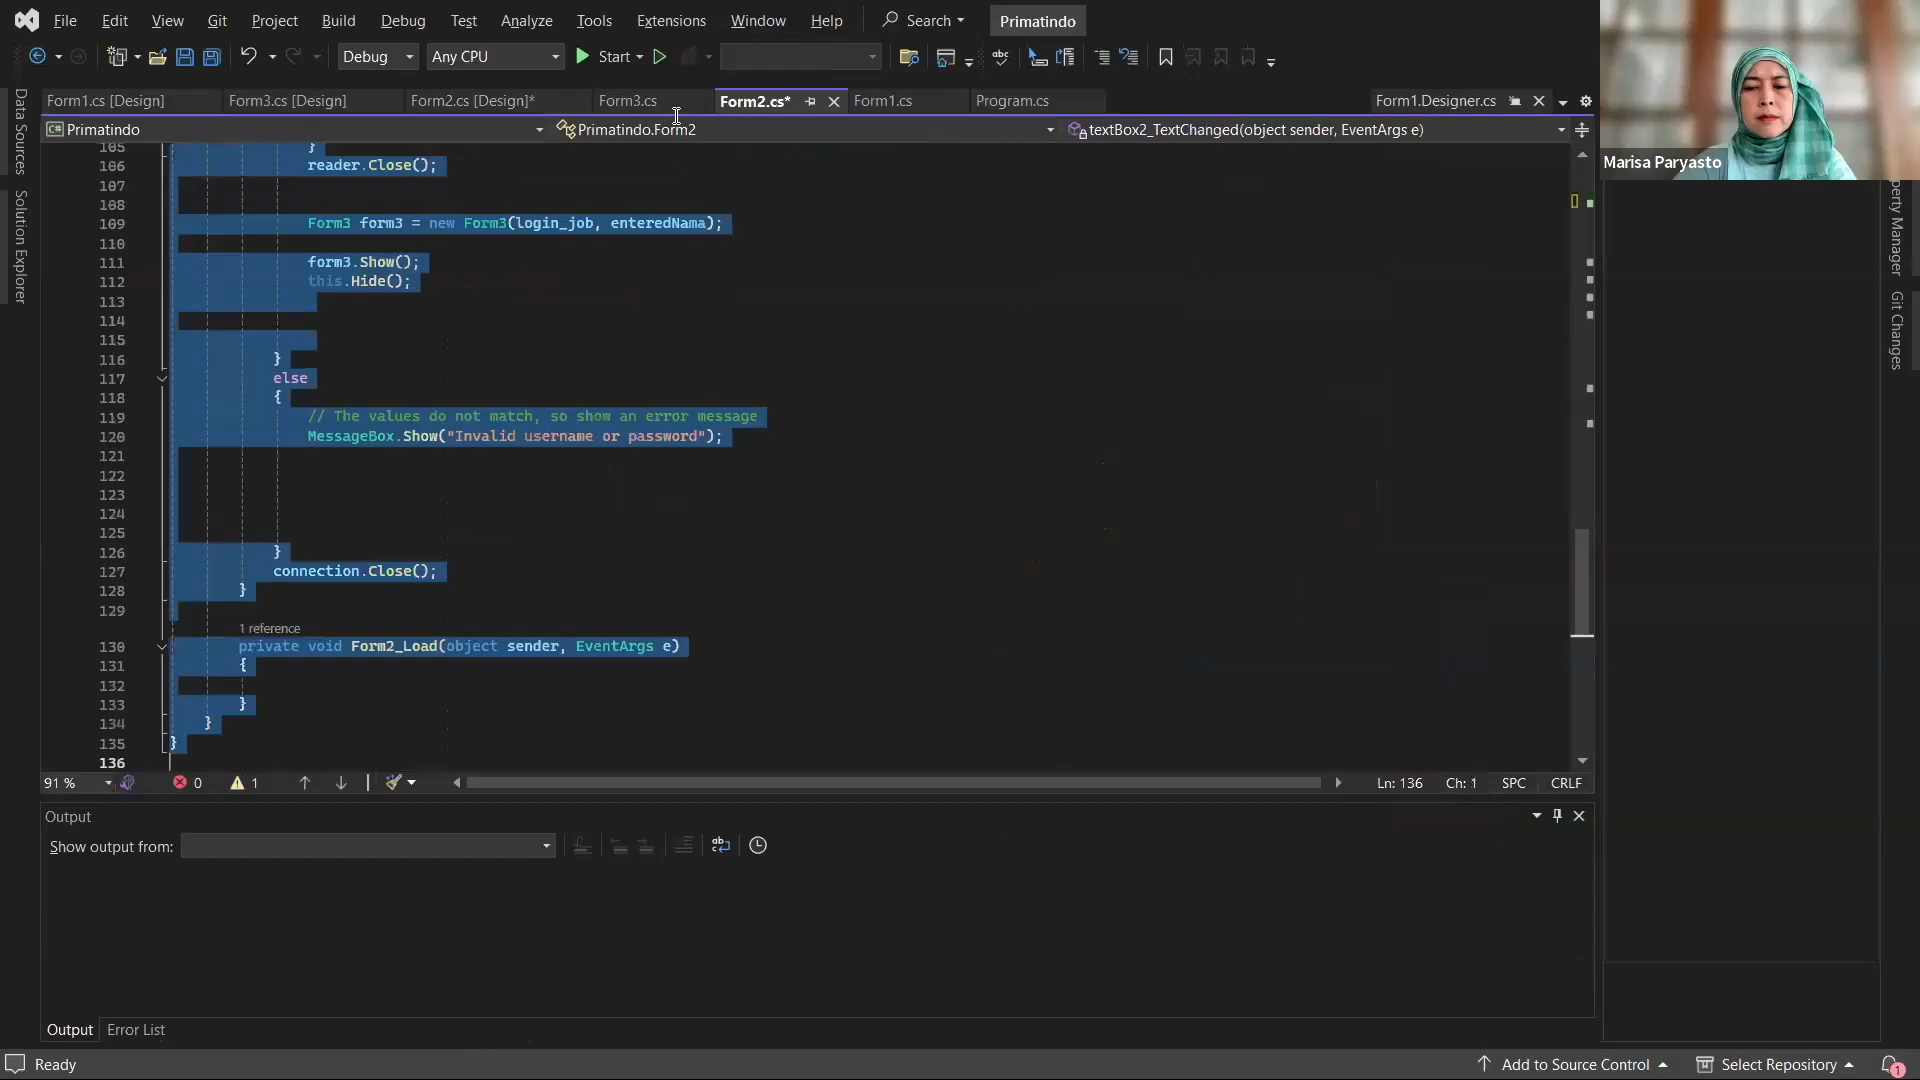 File Edit View Git Project Build Debug Test Analyze Tools Extensions Window Help Search Primatindo
Debug Any CPU Start
Form1.cs [Design] Form3.cs [Design] Form2.cs [Design]* Form3.cs Form2.cs* Form1.cs Program.cs Form1.Designer.cs
C# Primatindo Primatindo.Form2 textBox2_TextChanged(object sender, EventArgs e)
Marisa Paryasto
Data Sources
Solution Explorer
perty Manager
Git Changes
105 }
106 reader.Close();
107
108
109 Form3 form3 = new Form3(login_job, enteredNama);
110
111 form3.Show();
112 this.Hide();
113
114
115
116 }
117 else
118 {
119 // The values do not match, so show an error message
120 MessageBox.Show("Invalid username or password");
121
122
123
124
125
126 }
127 connection.Close();
128 }
129
1 reference
130 private void Form2_Load(object sender, EventArgs e)
131 {
132
133 }
134 }
135 }
136
91 % 0 1 Ln: 136 Ch: 1 SPC CRLF
Output
Show output from:
Output Error List
Ready Add to Source Control Select Repository 1